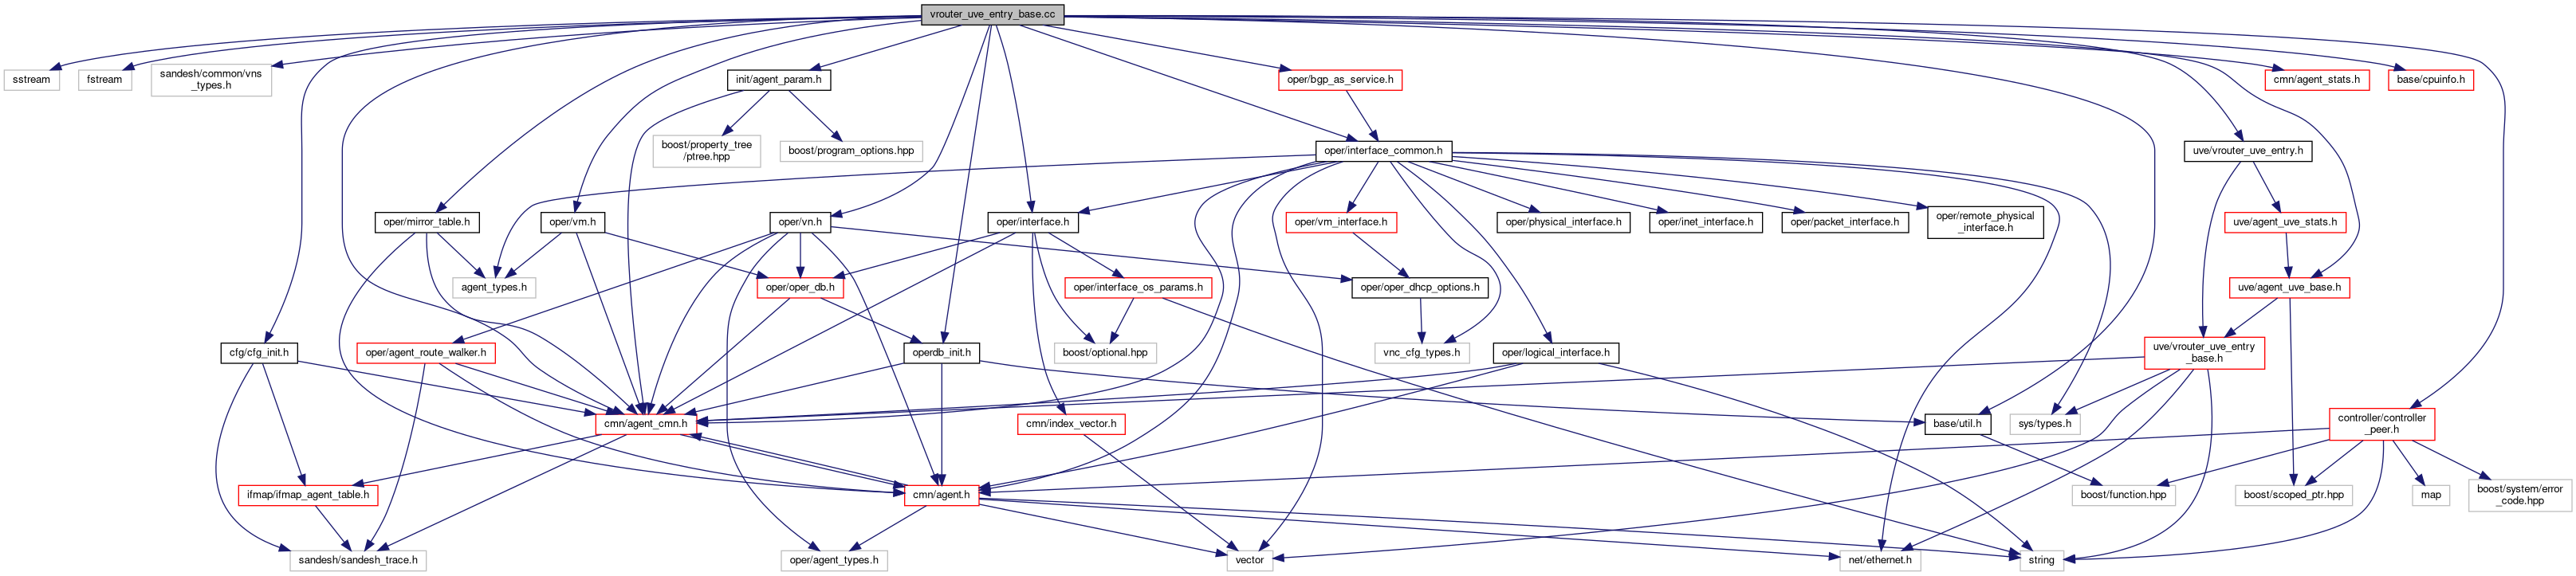 vrouter_uve_entry_base.cc
sstream
fstream
sandesh/common/vns
_types.h
init/agent_param.h
oper/bgp_as_service.h
cmn/agent_stats.h
base/cpuinfo.h
boost/property_tree
/ptree.hpp
boost/program_options.hpp
oper/interface_common.h
uve/vrouter_uve_entry.h
oper/mirror_table.h
oper/vm.h
oper/vn.h
oper/interface.h
oper/vm_interface.h
oper/physical_interface.h
oper/inet_interface.h
oper/packet_interface.h
oper/remote_physical
_interface.h
uve/agent_uve_stats.h
agent_types.h
oper/oper_db.h
oper/interface_os_params.h
oper/oper_dhcp_options.h
uve/agent_uve_base.h
cfg/cfg_init.h
oper/agent_route_walker.h
operdb_init.h
boost/optional.hpp
vnc_cfg_types.h
oper/logical_interface.h
uve/vrouter_uve_entry
_base.h
cmn/agent_cmn.h
cmn/index_vector.h
base/util.h
sys/types.h
controller/controller
_peer.h
ifmap/ifmap_agent_table.h
cmn/agent.h
boost/function.hpp
boost/scoped_ptr.hpp
map
boost/system/error
_code.hpp
sandesh/sandesh_trace.h
oper/agent_types.h
vector
net/ethernet.h
string